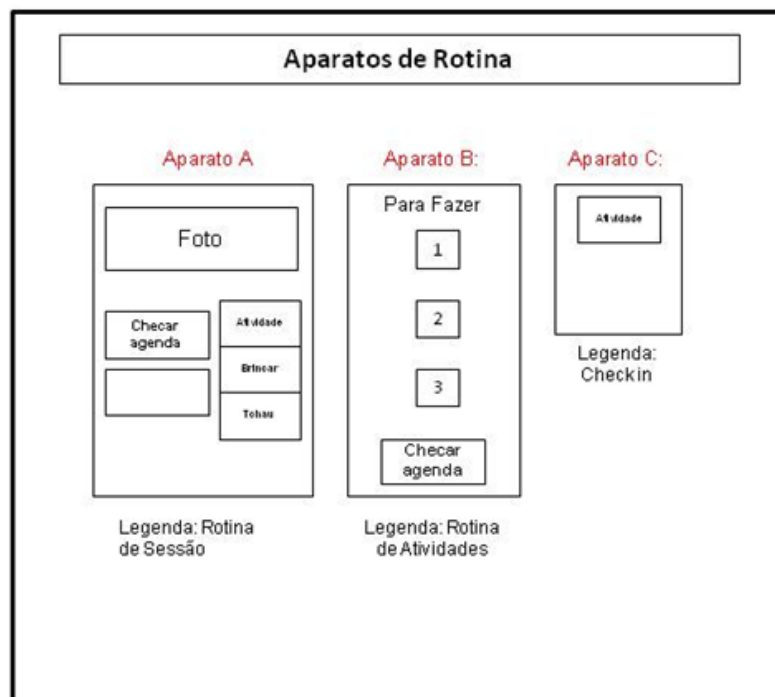 Aparatos de Rotina
Aparato A
Foto
Checar
agenda
Atividade
Brincar
Tchau
Legenda: Rotina
de Sessão
Aparato B:
Para Fazer
1
2
3
Checar
agenda
Legenda: Rotina
de Atividades
Aparato C:
Atividade
Legenda:
Checkin